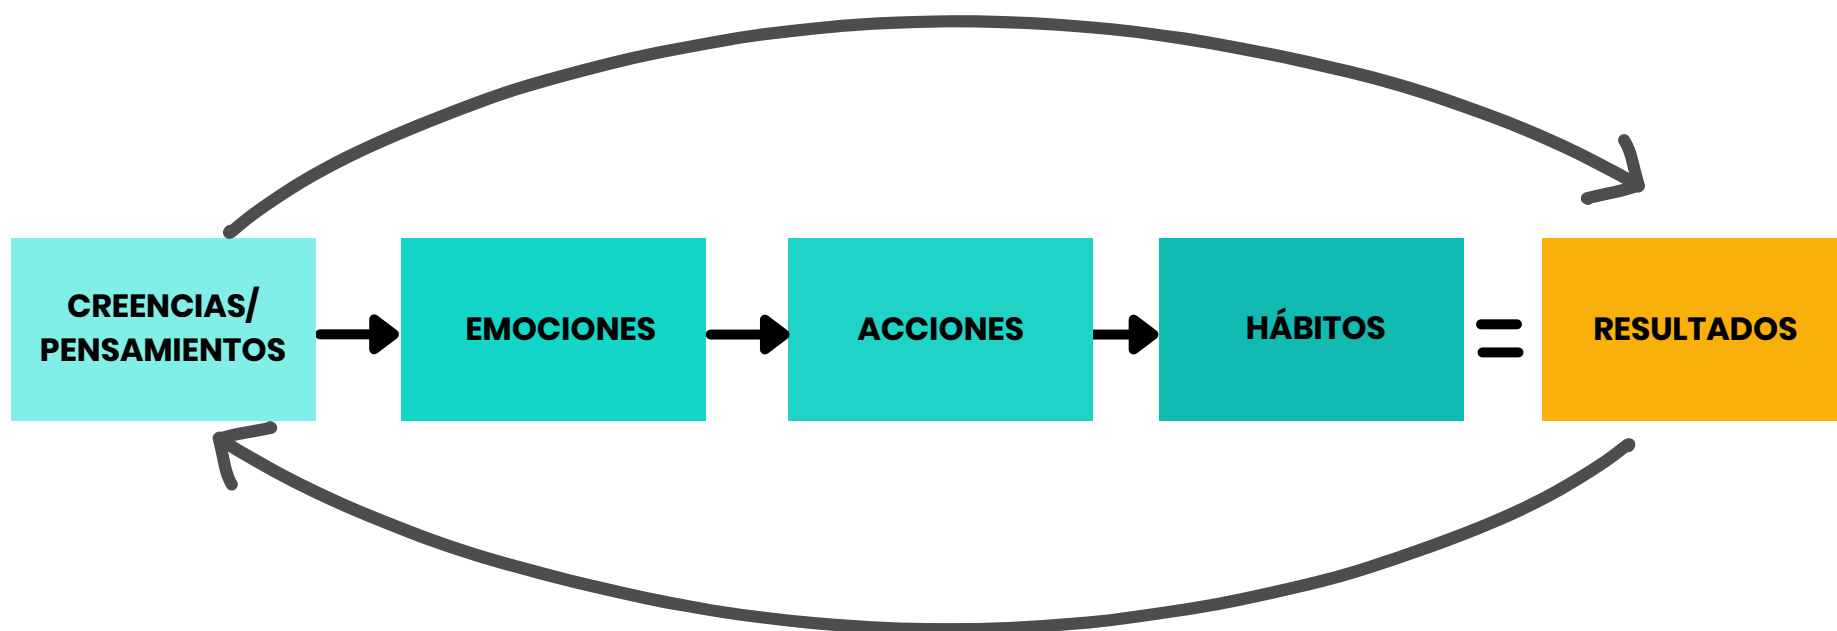 CREENCIAS/
PENSAMIENTOS
EMOCIONES
ACCIONES
HÁBITOS
=
RESULTADOS